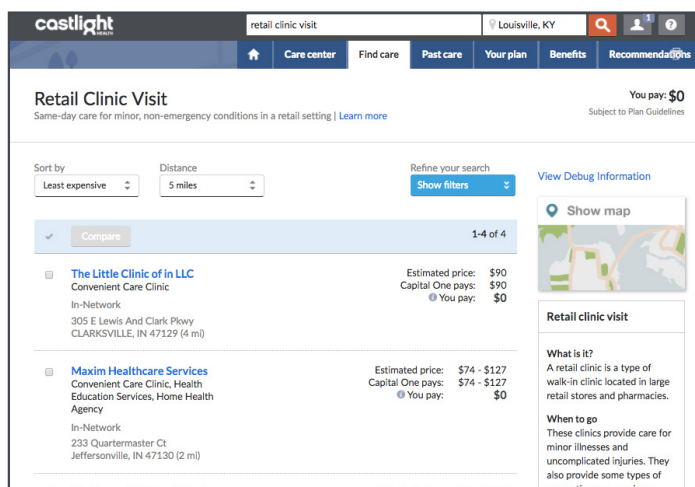 castlight
HEALTH
retail clinic visit
Louisville, KY
1
?
Care center
Find care
Past care
Your plan
Benefits
Recommendations
Retail Clinic Visit
Same-day care for minor, non-emergency conditions in a retail setting | Learn more
You pay: $0
Subject to Plan Guidelines
Sort by
Distance
Refine your search
Least expensive
5 miles
Show filters
View Debug Information
Compare
1-4 of 4
Show map
The Little Clinic of in LLC
Convenient Care Clinic
In-Network
305 E Lewis And Clark Pkwy
CLARKSVILLE, IN 47129 (4 mi)
Estimated price: $90
Capital One pays: $90
You pay: $0
Maxim Healthcare Services
Convenient Care Clinic, Health
Education Services, Home Health
Agency
In-Network
233 Quartermaster Ct
Jeffersonville, IN 47130 (2 mi)
Estimated price: $74 - $127
Capital One pays: $74 - $127
You pay: $0
Retail clinic visit
What is it?
A retail clinic is a type of
walk-in clinic located in large
retail stores and pharmacies.
When to go
These clinics provide care for
minor illnesses and
uncomplicated injuries. They
also provide some types of